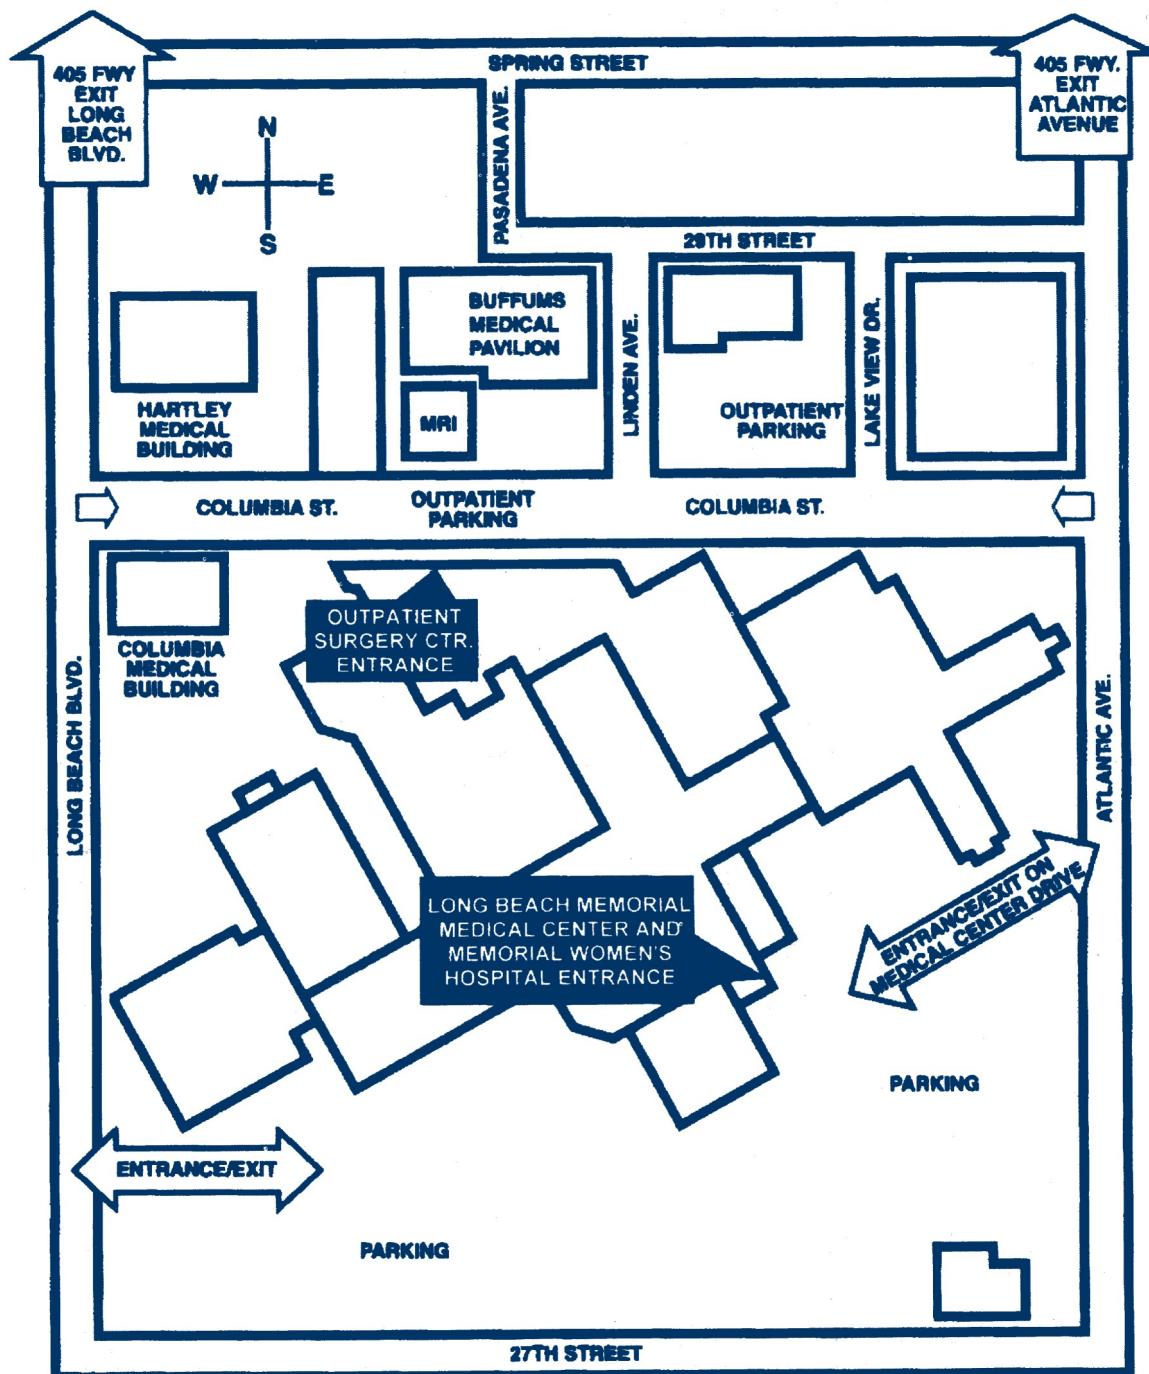 SPRING STREET
405 FWY
EXIT
LONG
BEACH
BLVD.
405 FWY.
EXIT
ATLANTIC
AVENUE
N
W E
S
PASADENA AVE.
29TH STREET
BUFFUMS
MEDICAL
PAVILION
MRI
HARTLEY
MEDICAL
BUILDING
LINDEN AVE.
OUTPATIENT
PARKING
LAKE VIEW DR.
COLUMBIA ST.
OUTPATIENT
PARKING
COLUMBIA ST.
OUTPATIENT
SURGERY CTR.
ENTRANCE
COLUMBIA
MEDICAL
BUILDING
LONG BEACH BLVD.
ATLANTIC AVE.
LONG BEACH MEMORIAL
MEDICAL CENTER AND
MEMORIAL WOMEN'S
HOSPITAL ENTRANCE
ENTRANCE/EXIT ON
MEDICAL CENTER DRIVE
PARKING
ENTRANCE/EXIT
PARKING
27TH STREET